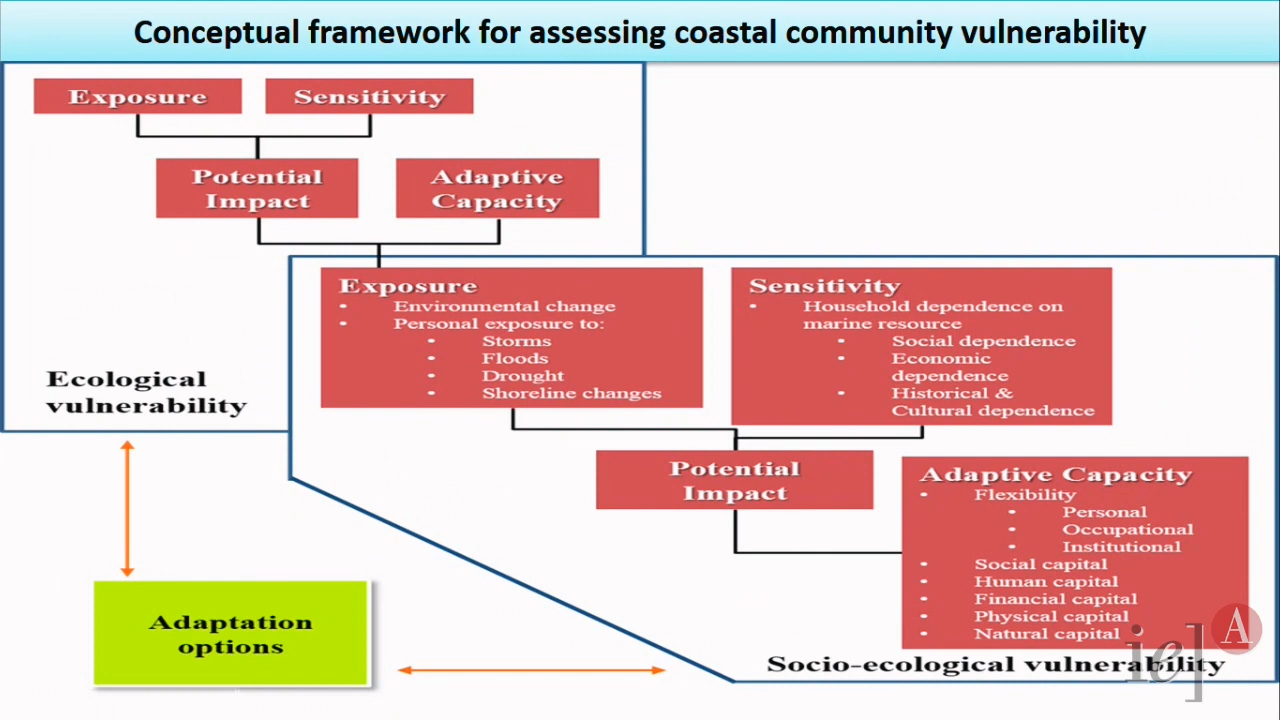 Conceptual framework for assessing coastal community vulnerability
Exposure
Sensitivity
Potential
Impact
Adaptive
Capacity
Ecological
vulnerability
Exposure
• Environmental change
• Personal exposure to:
• Storms
• Floods
• Drought
• Shoreline changes
Sensitivity
• Household dependence on
marine resource
• Social dependence
• Economic
dependence
• Historical &
Cultural dependence
Potential
Impact
Adaptive Capacity
• Flexibility
• Personal
• Occupational
• Institutional
• Social capital
• Human capital
• Financial capital
• Physical capital
• Natural capital
Socio-ecological vulnerability
Adaptation
options
ie]
A